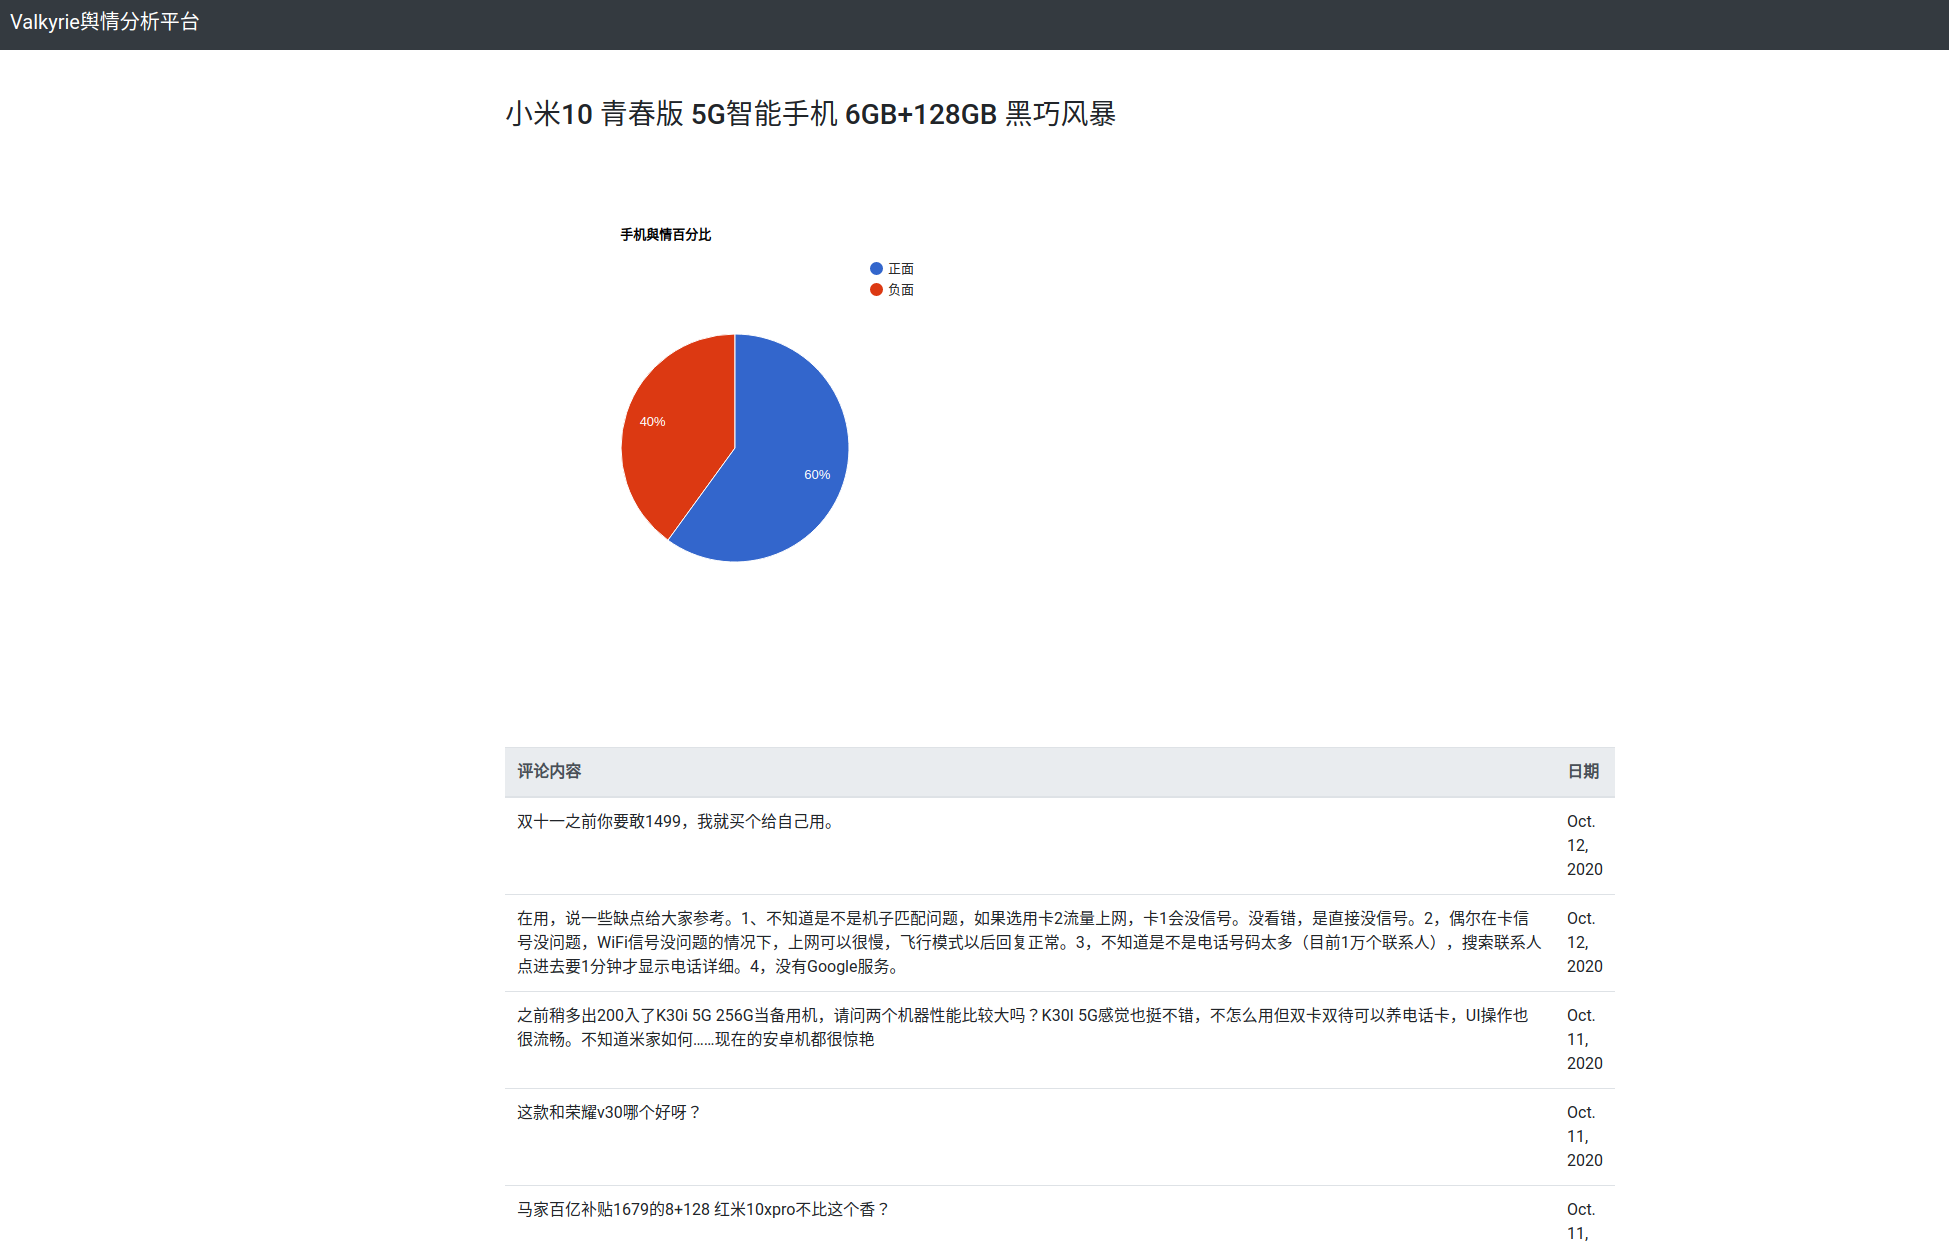 Valkyrie舆情分析平台
小米10 青春版 5G智能手机 6GB+128GB 黑巧风暴
手机舆情百分比
正面
负面
40%
60%
评论内容 日期
双十一之前你要敢1499，我就买个给自己用。
Oct.
12,
2020
在用，说一些缺点给大家参考。1、不知道是不是机子匹配问题，如果选用卡2流量上网，卡1会没信号。没看错，是直接没信号。2，偶尔在卡信
号没问题，WiFi信号没问题的情况下，上网可以很慢，飞行模式以后回复正常。3，不知道是不是电话号码太多（目前1万个联系人），搜索联系人
点进去要1分钟才显示电话详细。4，没有Google服务。
Oct.
12,
2020
之前稍多出200入了K30i 5G 256G当备用机，请问两个机器性能比较大吗？K30I 5G感觉也挺不错，不怎么用但双卡双待可以养电话卡，UI操作也
很流畅。不知道米家如何……现在的安卓机都很惊艳
Oct.
11,
2020
这款和荣耀v30哪个好呀？
Oct.
11,
2020
马家百亿补贴1679的8+128 红米10xpro不比这个香？
Oct.
11,